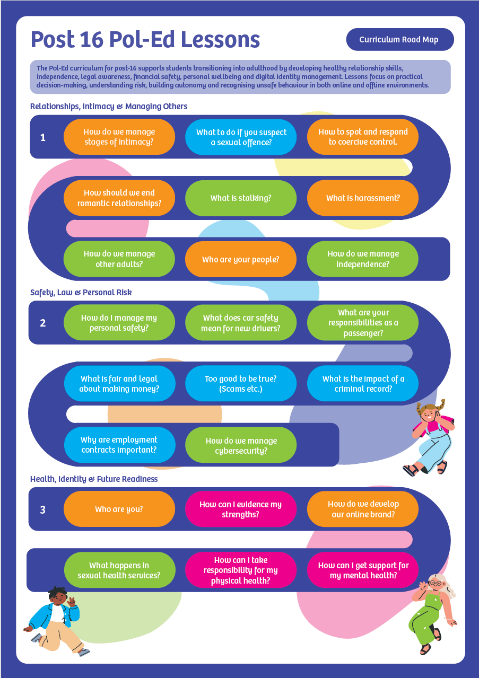 Post 16 Pol-Ed Lessons
Curriculum Road Map
The Pol-Ed curriculum for post-16 supports students transitioning into adulthood by developing healthy relationship skills,
independence, legal awareness, financial safety, personal wellbeing and digital identity management. Lessons focus on practical
decision-making, understanding risk, building autonomy and recognising unsafe behaviour in both online and offline environments.
Relationships, Intimacy & Managing Others
1
How do we manage
stages of intimacy?
What to do if you suspect
a sexual offence?
How to spot and respond
to coercive control.
How should we end
romantic relationships?
What is stalking?
What is harassment?
How do we manage
other adults?
Who are your people?
How do we manage
independence?
Safety, Law & Personal Risk
2
How do I manage my
personal safety?
What does car safety
mean for new drivers?
What are your
responsibilities as a
passenger?
What is fair and legal
about making money?
Too good to be true?
(Scams etc.)
What is the impact of a
criminal record?
Why are employment
contracts important?
How do we manage
cybersecurity?
Health, Identity & Future Readiness
3
Who are you?
How can I evidence my
strengths?
How do we develop
our online brand?
What happens in
sexual health services?
How can I take
responsibility for my
physical health?
How can I get support for
my mental health?